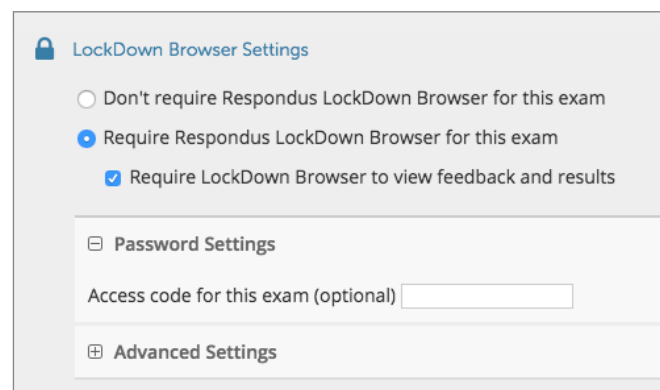 LockDown Browser Settings
Don't require Respondus LockDown Browser for this exam
Require Respondus LockDown Browser for this exam
Require LockDown Browser to view feedback and results
Password Settings
Access code for this exam (optional)
Advanced Settings